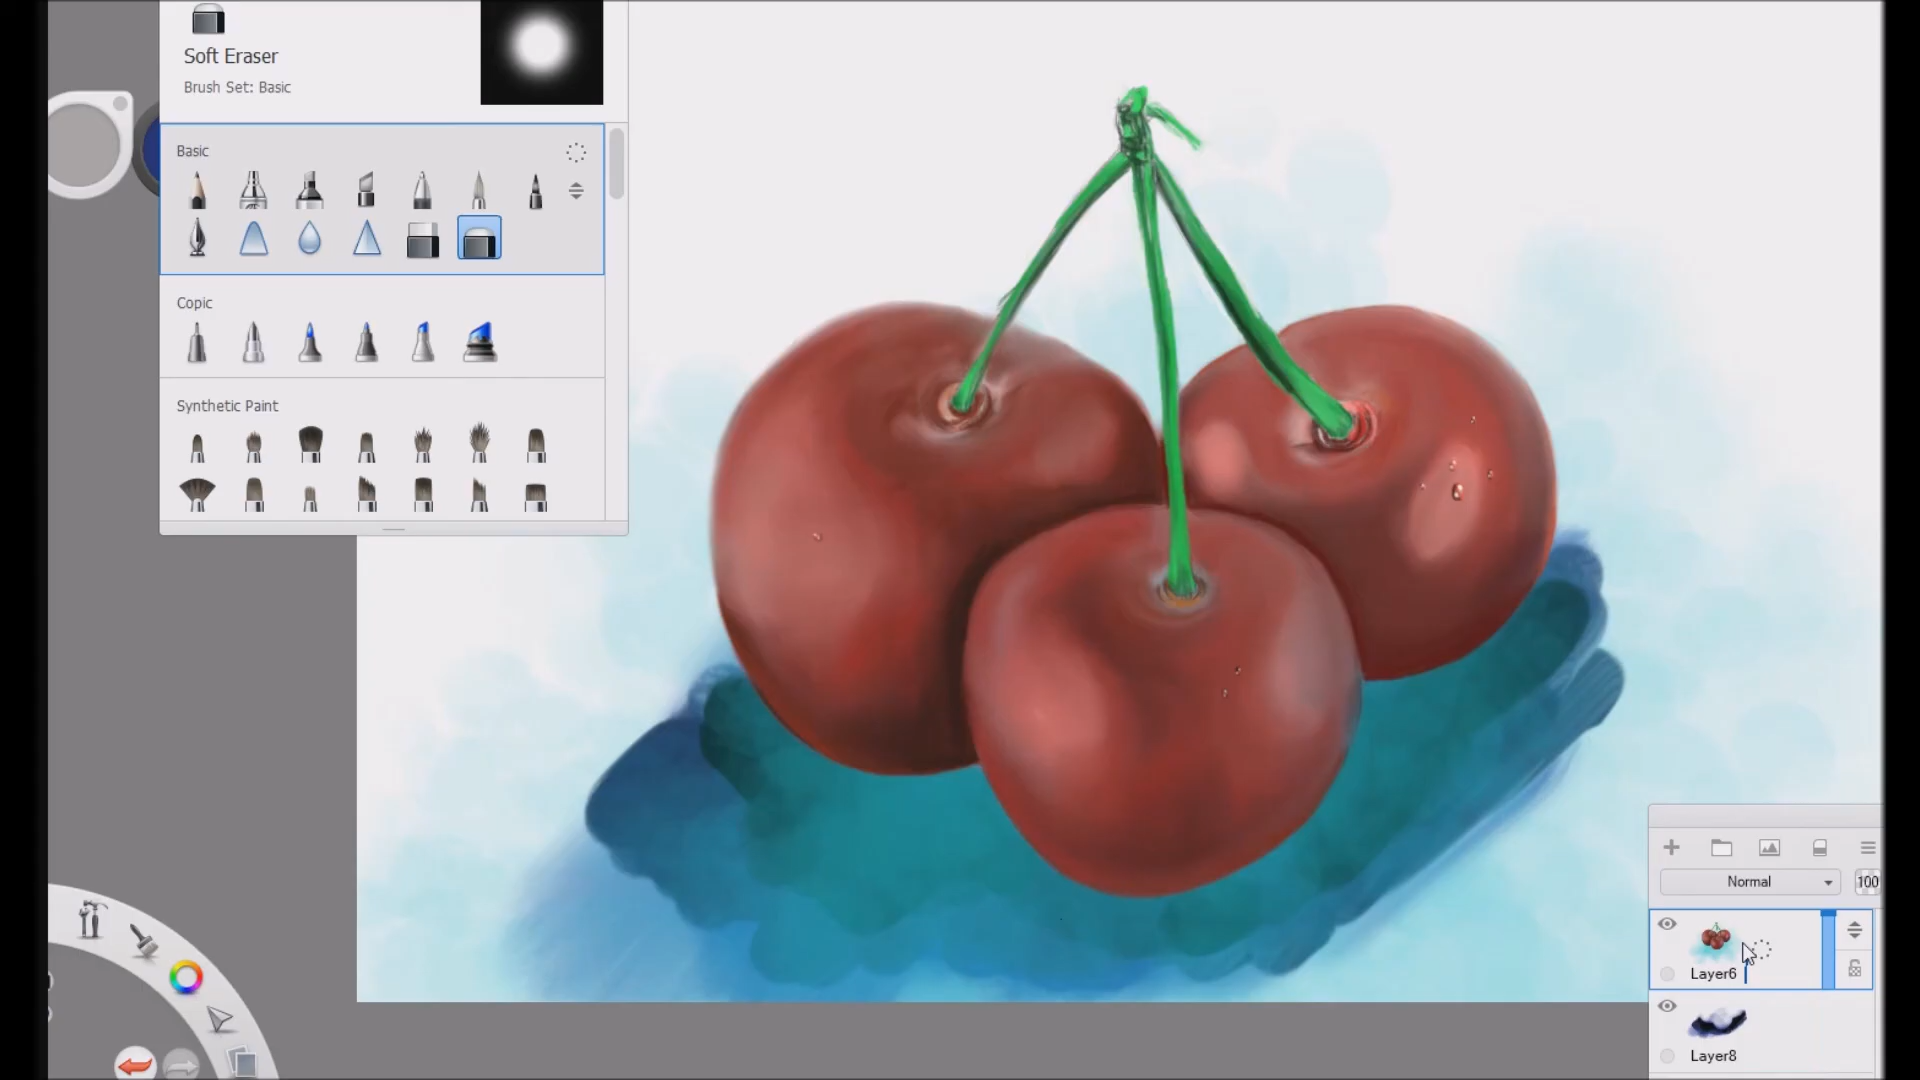 Soft Eraser
Brush Set: Basic
Basic
Copic
Synthetic Paint
Normal
100
Layer6
Layer8